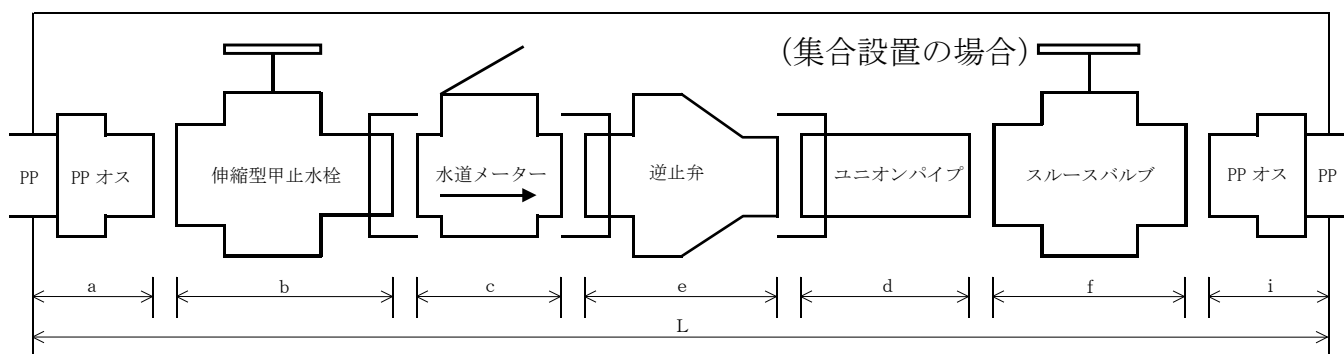 (集合設置の場合)
PP
PP オス
伸縮型甲止水栓
水道メーター
逆止弁
ユニオンパイプ
スルースバルブ
PP オス
PP
a
b
c
e
d
f
i
L